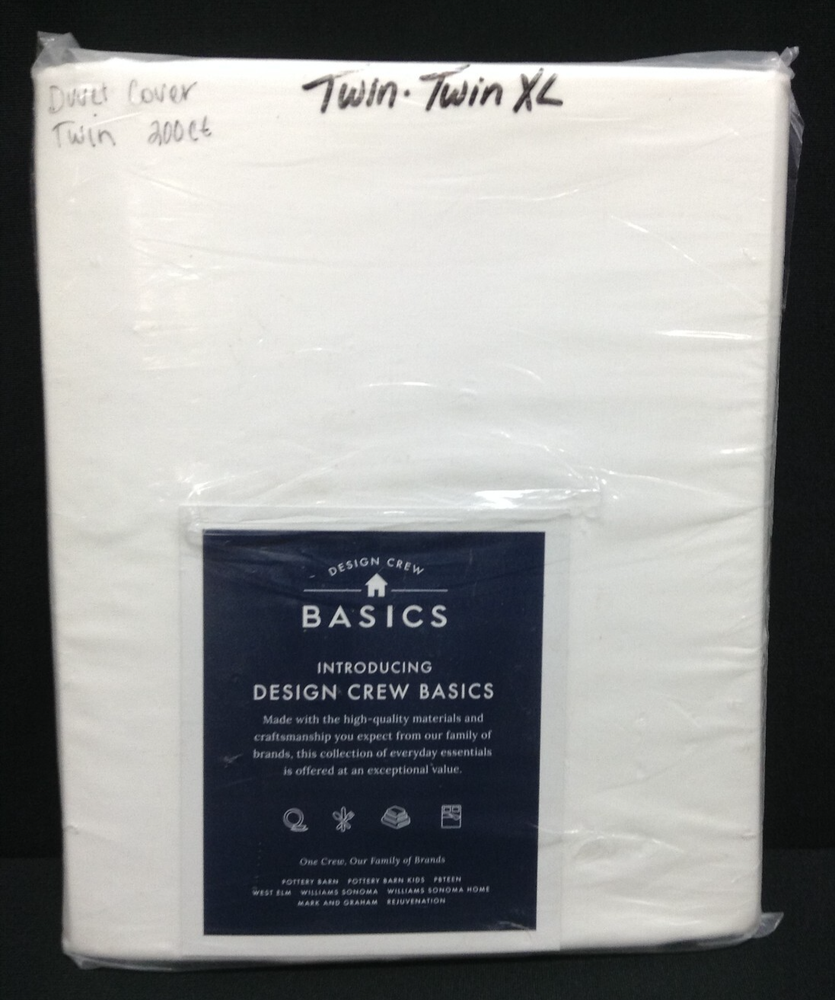 Duvet Cover
Twin 200ct
Twin · Twin XL
DESIGN CREW
BASICS
INTRODUCING
DESIGN CREW BASICS
Made with the high-quality materials and
craftsmanship you expect from our family of
brands, this collection of everyday essentials
is offered at an exceptional value.
One Crew, Our Family of Brands
POTTERY BARN POTTERY BARN KIDS PBTEEN
WEST ELM WILLIAMS SONOMA WILLIAMS SONOMA HOME
MARK AND GRAHAM REJUVENATION